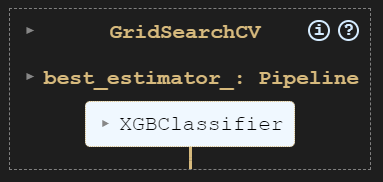 GridSearchCV i ?
best_estimator_: Pipeline
XGBClassifier